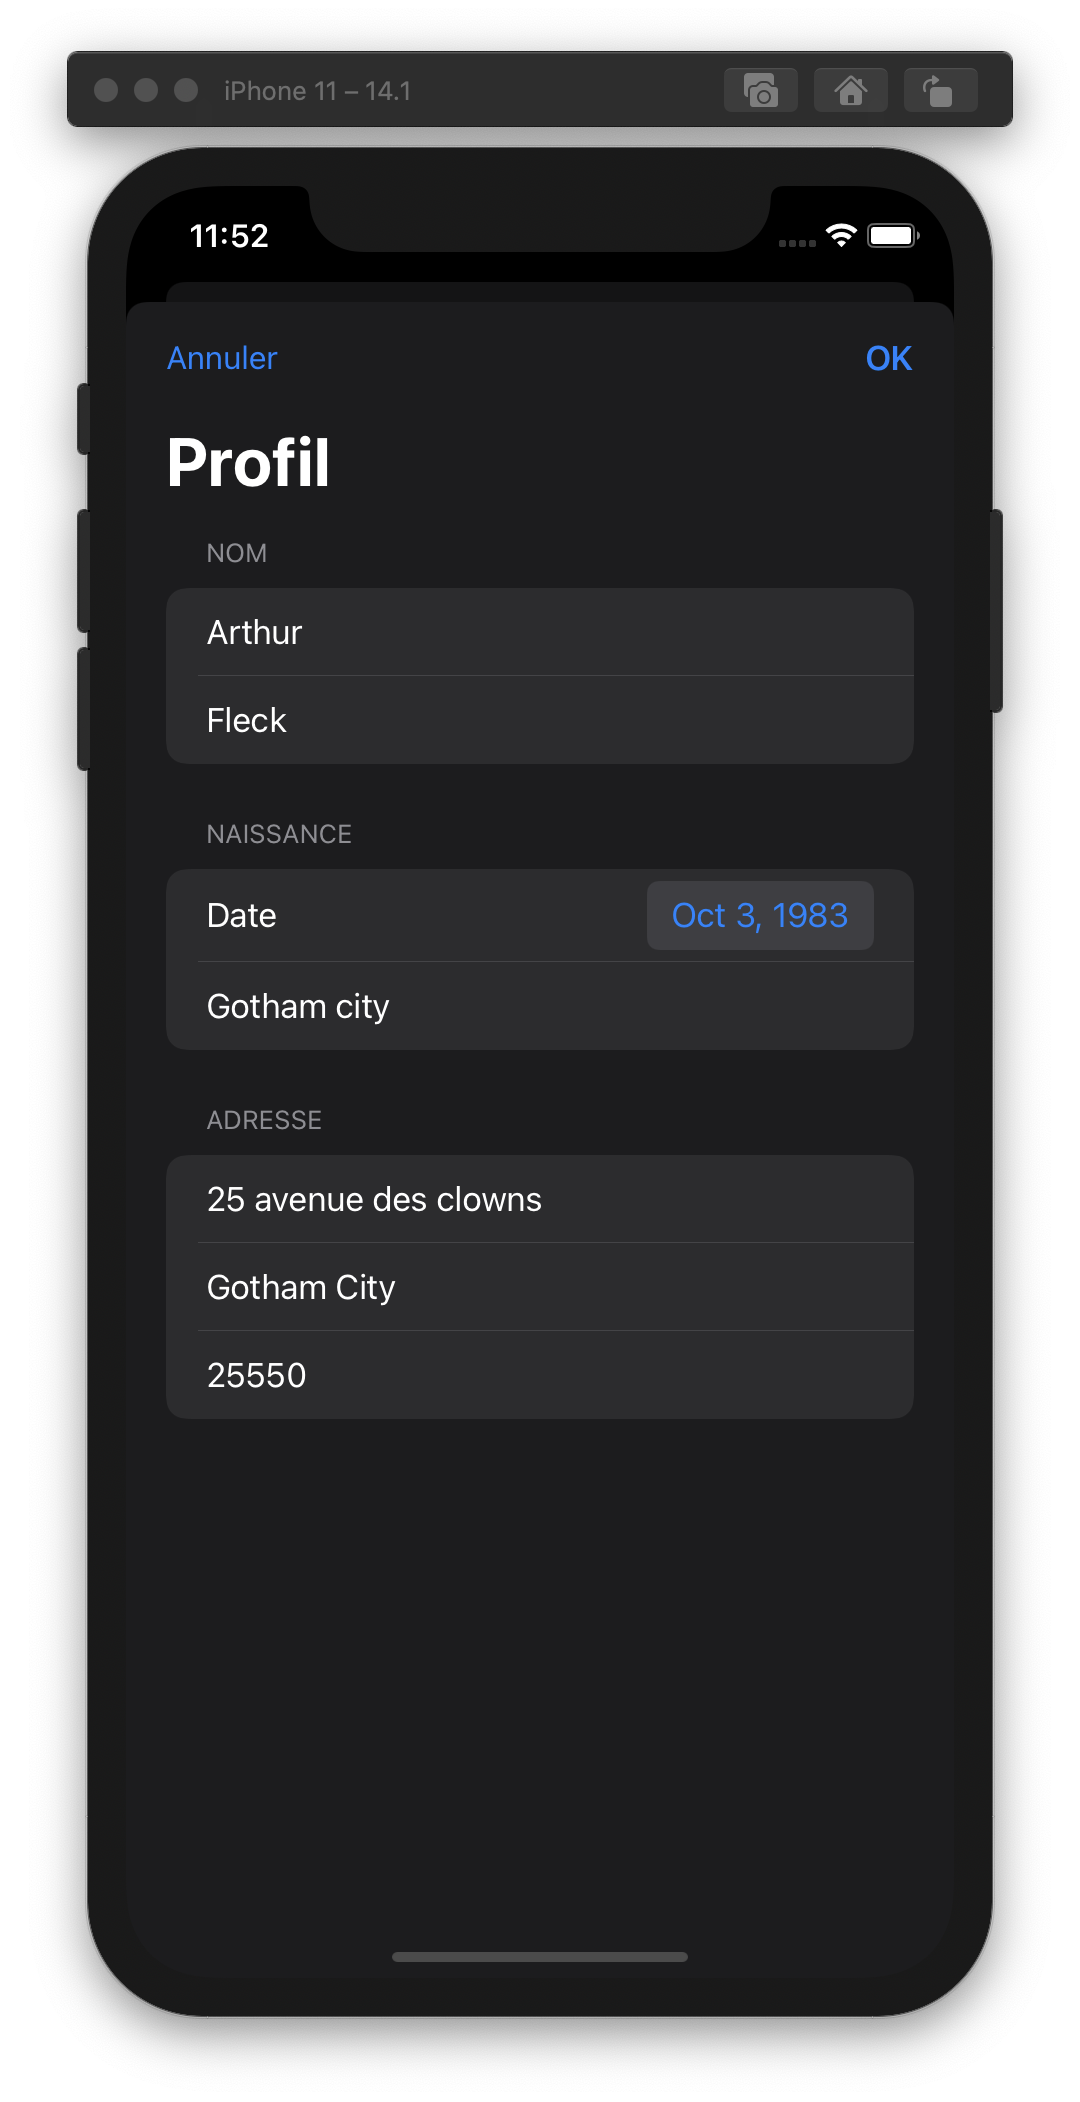 iPhone 11 – 14.1
11:52
Annuler
OK
Profil
NOM
Arthur
Fleck
NAISSANCE
Date
Oct 3, 1983
Gotham city
ADRESSE
25 avenue des clowns
Gotham City
25550